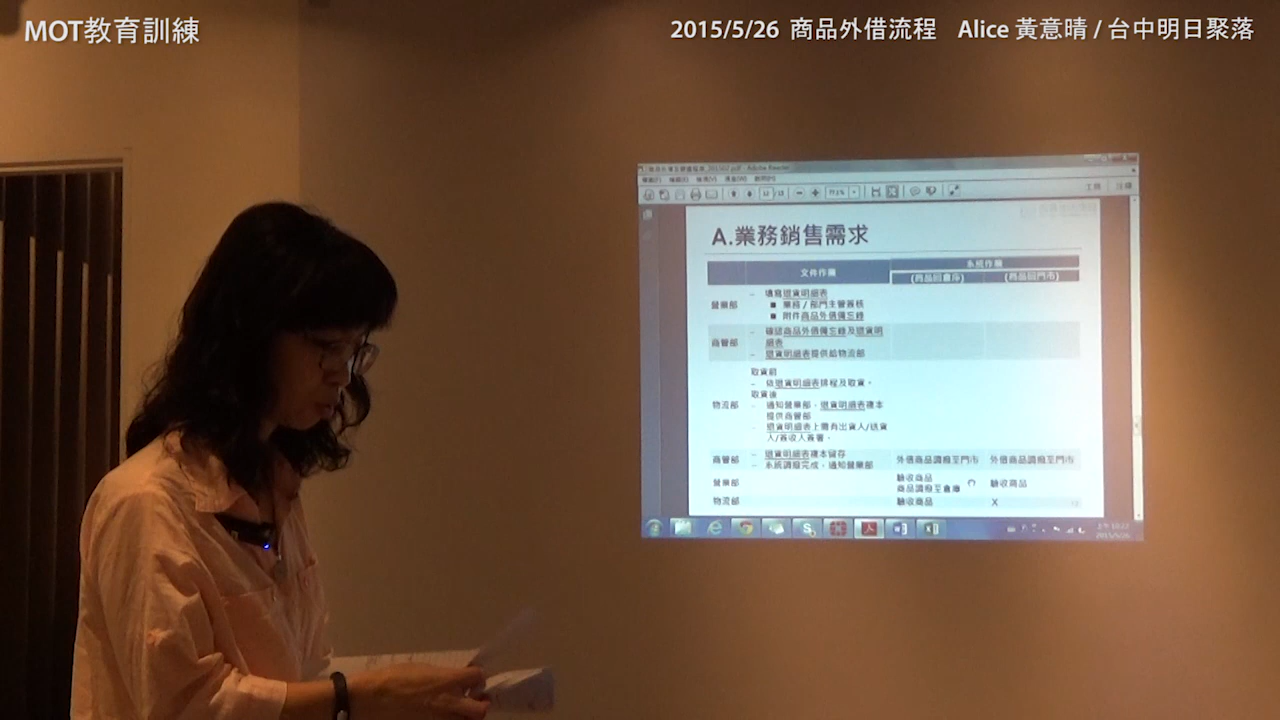 MOT教育訓練
2015/5/26 商品外借流程 Alice 黃意晴 / 台中明日聚落
A.業務銷售需求
文件作業
系統作業
(商品回倉庫)
(商品回門市)
營業部
– 填寫退貨明細表
■ 業務 / 部門主管簽核
■ 附件商品外借備忘錄
商管部
– 確認商品外借備忘錄及退貨明
細表
– 退貨明細表提供給物流部
物流部
取貨前
– 依退貨明細表排程及取貨。
取貨後
– 通知營業部，退貨明細表複本
提供商管部
– 退貨明細表上需有出貨人/退貨
人/簽收人簽署。
商管部
– 退貨明細表複本留存
– 系統調撥完成，通知營業部
外借商品調撥至門市
外借商品調撥至門市
營業部
驗收商品
商品調撥至倉庫
驗收商品
物流部
驗收商品
X